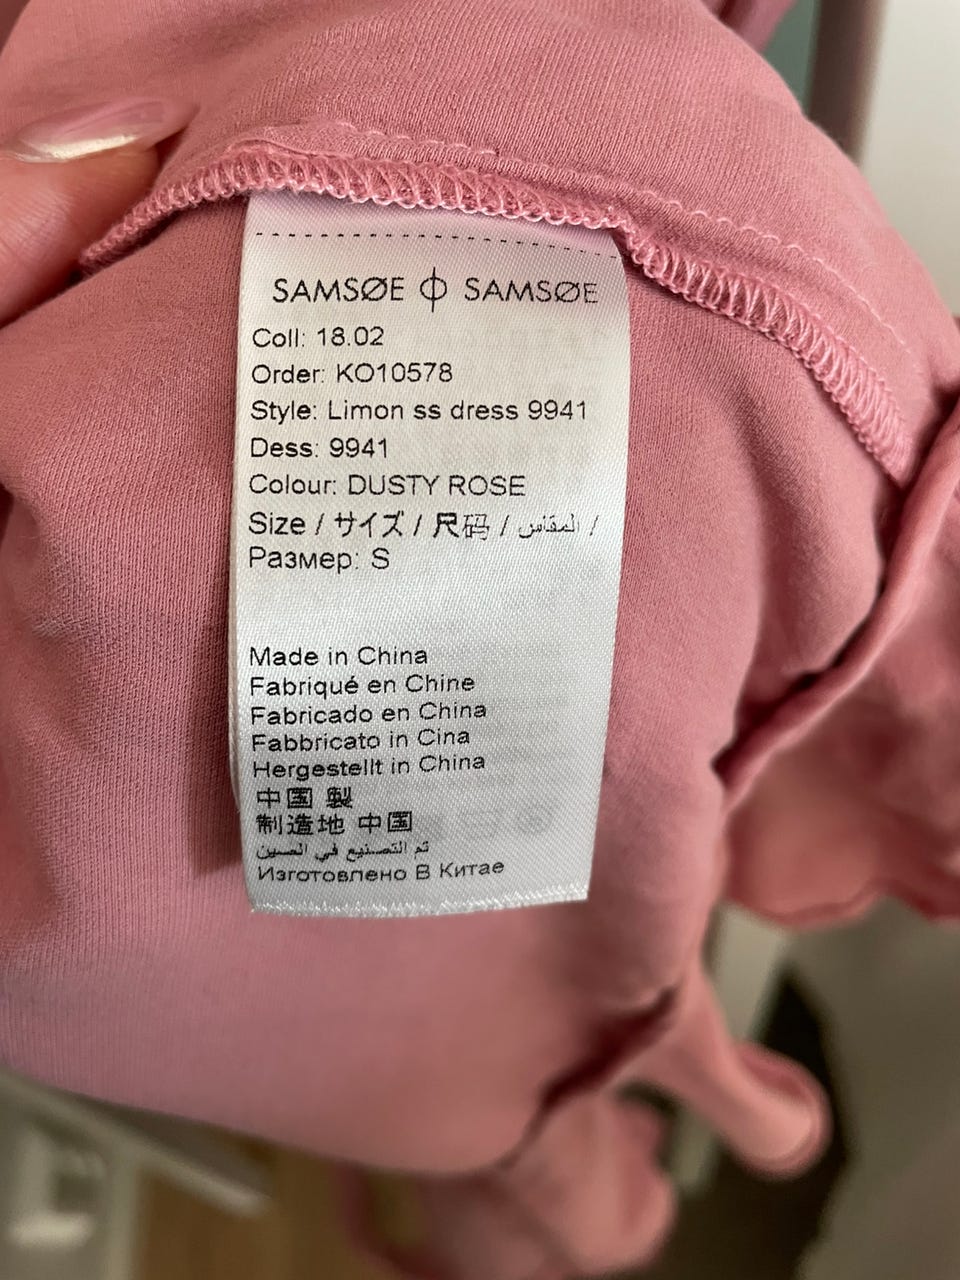 SAMSØE SAMSØE
Coll: 18.02
Order: KO10578
Style: Limon ss dress 9941
Dess: 9941
Colour: DUSTY ROSE
Size / サイズ / 尺码 / المقاس /
Размер: S
Made in China
Fabriqué en Chine
Fabricado en China
Fabbricato in Cina
Hergestellt in China
中国 製
制造地 中国
تم التصنيع في الصين
Изготовлено В Китае